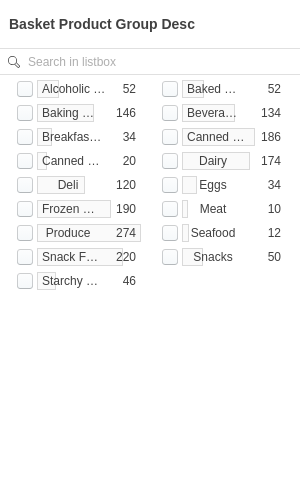 Basket Product Group Desc
Search in listbox
Alcoholic ... 52 Baked ... 52
Baking ... 146 Bevera... 134
Breakfas... 34 Canned ... 186
Canned ... 20 Dairy 174
Deli 120 Eggs 34
Frozen ... 190 Meat 10
Produce 274 Seafood 12
Snack F... 220 Snacks 50
Starchy ... 46